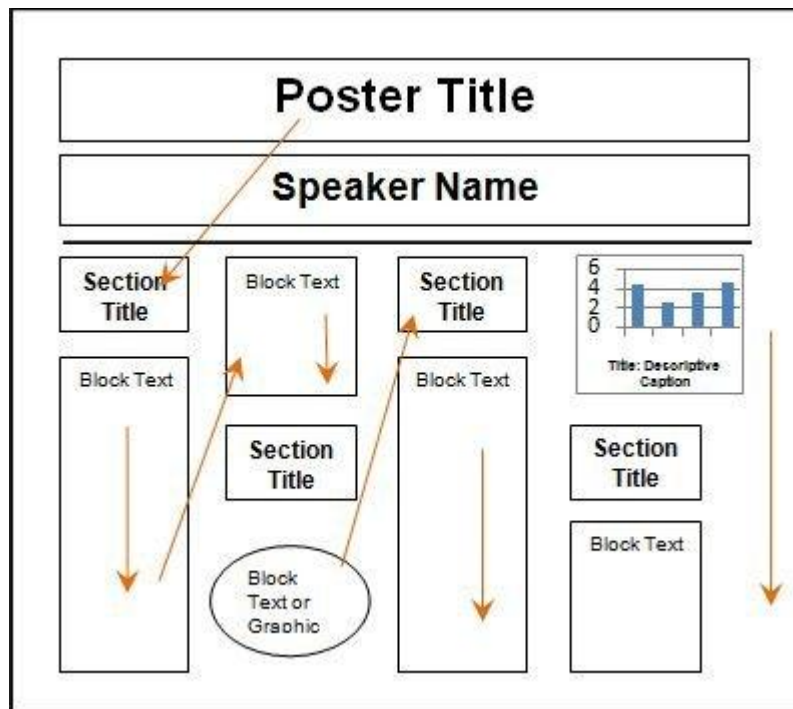 Poster Title
Speaker Name
Section
Title
Block Text
Block Text
Section
Title
Block
Text or
Graphic
Section
Title
Block Text
6
4
2
0
Title: Descriptive
Caption
Section
Title
Block Text